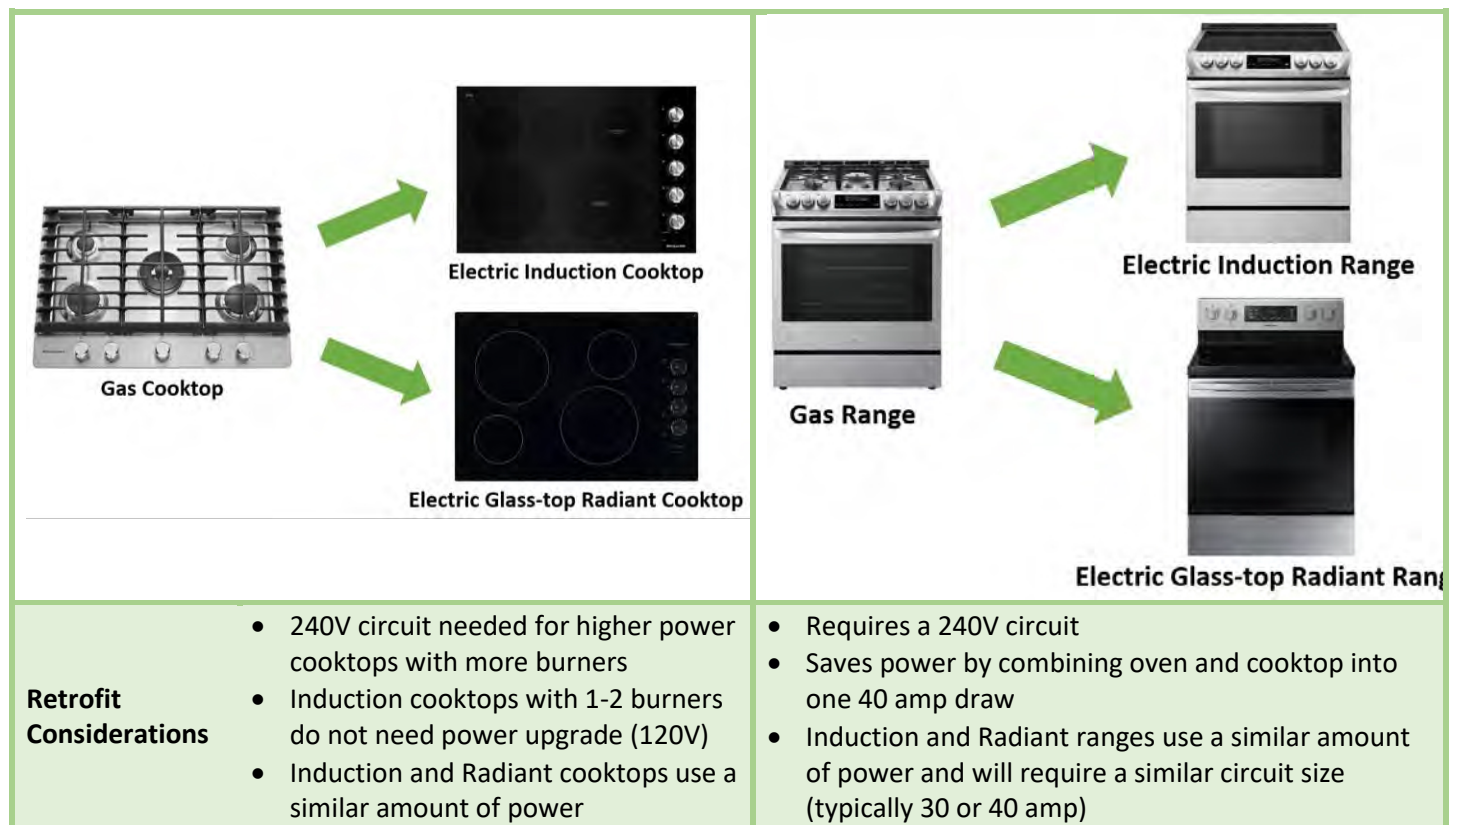 Electric Induction Cooktop
Gas Cooktop
Electric Glass-top Radiant Cooktop
Electric Induction Range
Gas Range
Electric Glass-top Radiant Rang
Retrofit
Considerations
• 240V circuit needed for higher power
cooktops with more burners
• Induction cooktops with 1-2 burners
do not need power upgrade (120V)
• Induction and Radiant cooktops use a
similar amount of power
• Requires a 240V circuit
• Saves power by combining oven and cooktop into
one 40 amp draw
• Induction and Radiant ranges use a similar amount
of power and will require a similar circuit size
(typically 30 or 40 amp)